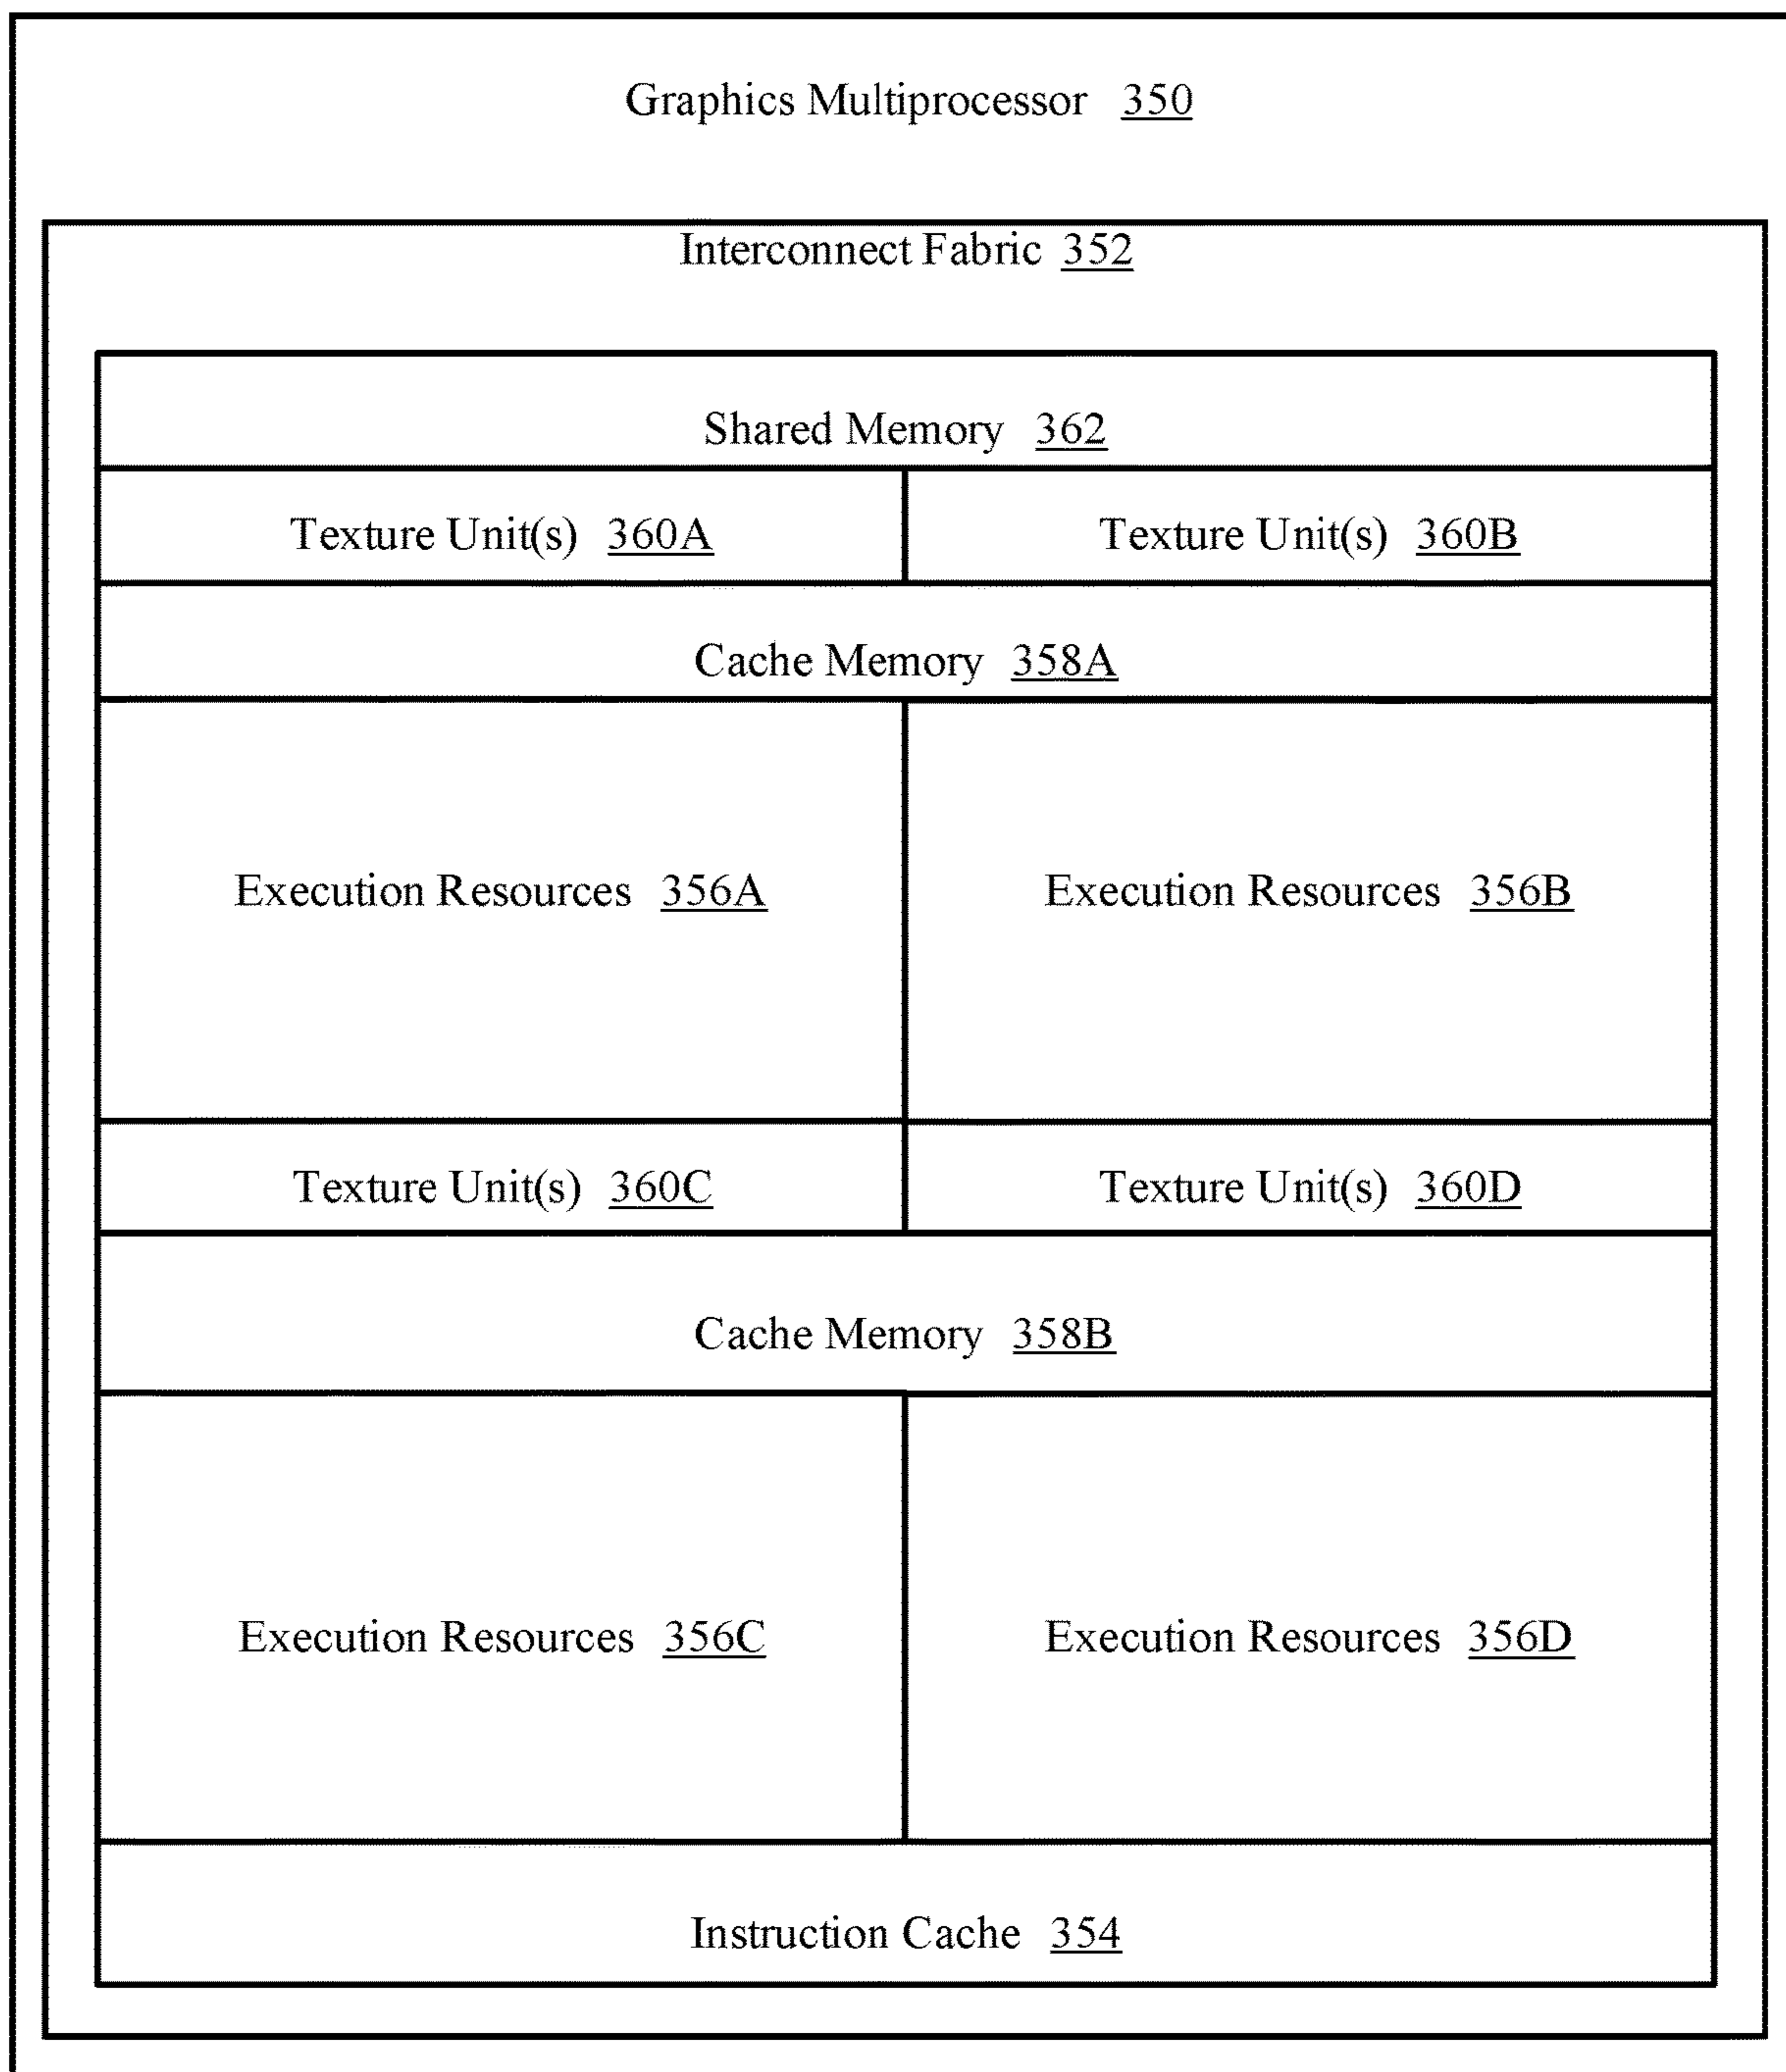 Graphics Multiprocessor 350
Interconnect Fabric 352
Shared Memory 362
Texture Unit(s) 360A
Texture Unit(s) 360B
Cache Memory 358A
Execution Resources 356A
Execution Resources 356B
Texture Unit(s) 360C
Texture Unit(s) 360D
Cache Memory 358B
Execution Resources 356C
Execution Resources 356D
Instruction Cache 354